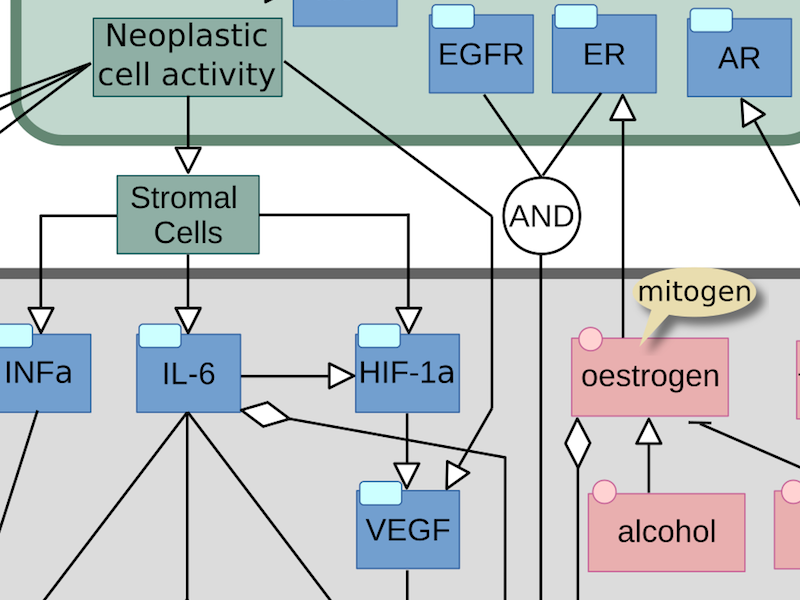 Neoplastic
cell activity
EGFR
ER
AR
Stromal
Cells
AND
mitogen
INFa
IL-6
HIF-1a
oestrogen
VEGF
alcohol